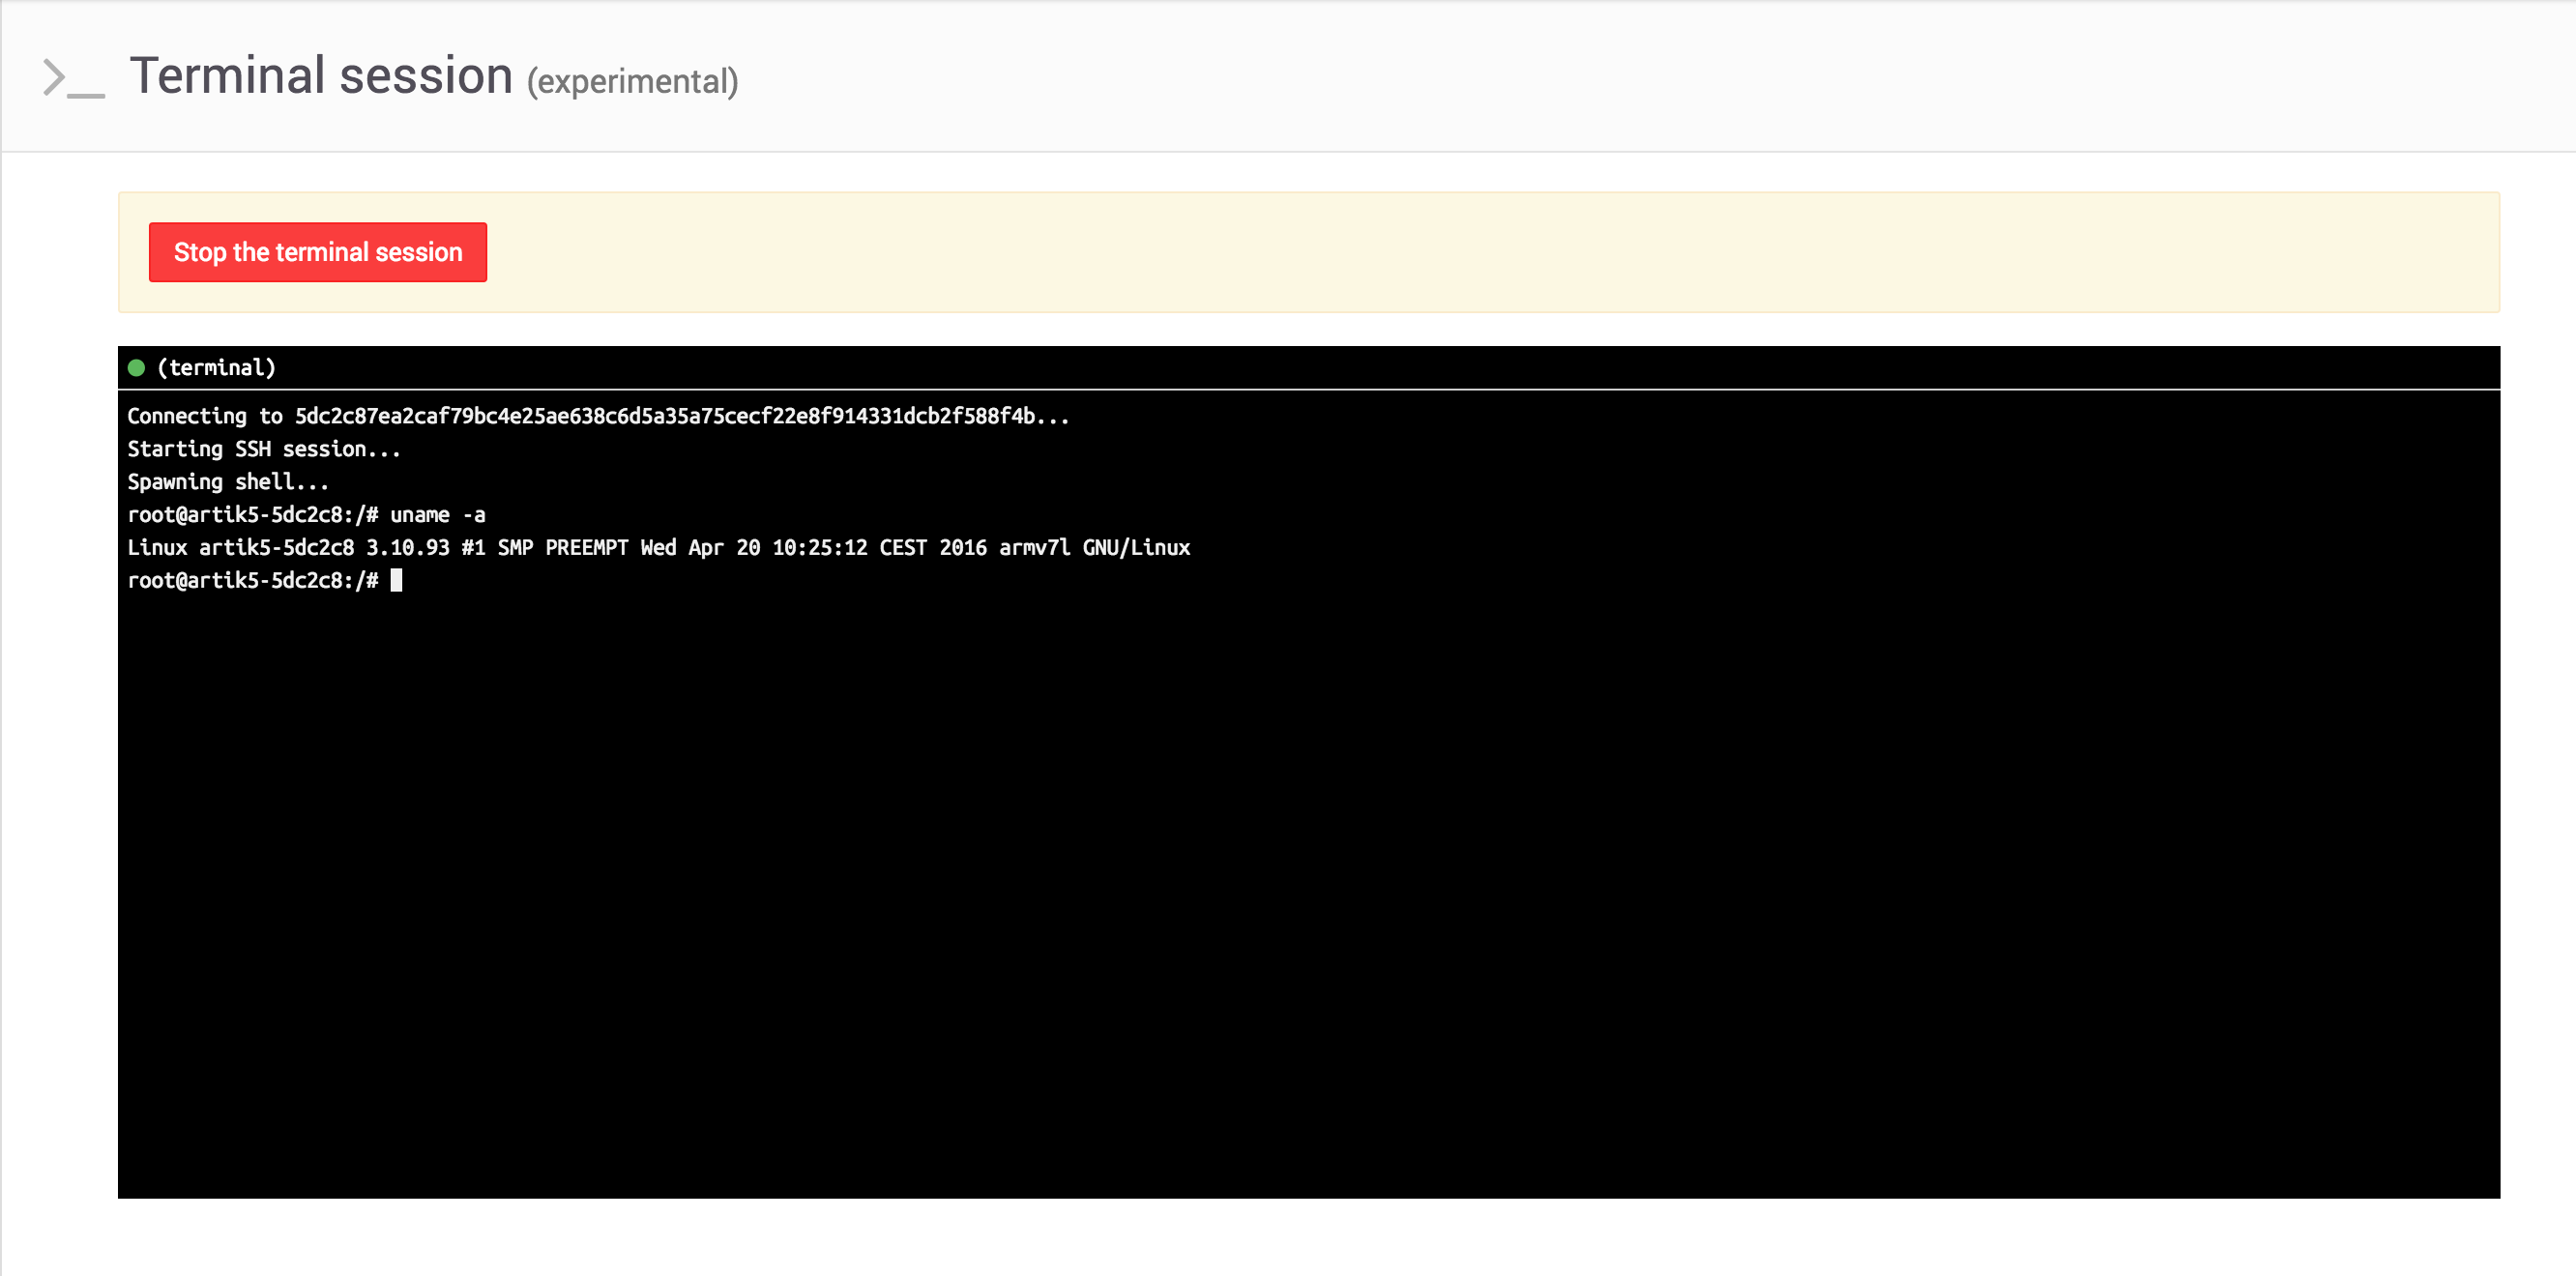 >_ Terminal session (experimental)
Stop the terminal session
(terminal)
Connecting to 5dc2c87ea2caf79bc4e25ae638c6d5a35a75cecf22e8f914331dcb2f588f4b...
Starting SSH session...
Spawning shell...
root@artik5-5dc2c8:/# uname -a
Linux artik5-5dc2c8 3.10.93 #1 SMP PREEMPT Wed Apr 20 10:25:12 CEST 2016 armv7l GNU/Linux
root@artik5-5dc2c8:/#